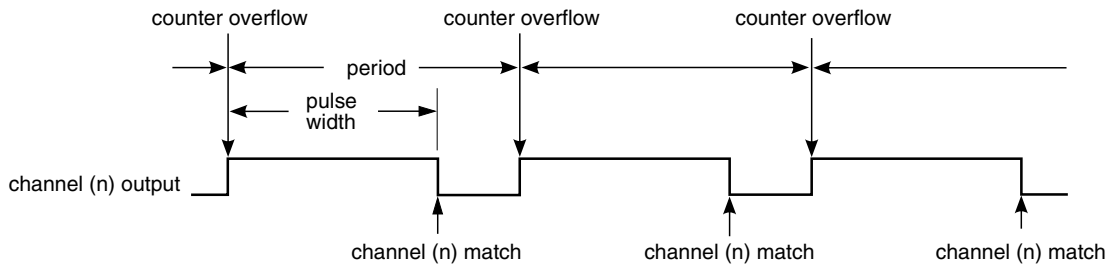 counter overflow
counter overflow
counter overflow
period
pulse
width
channel (n) output
channel (n) match
channel (n) match
channel (n) match